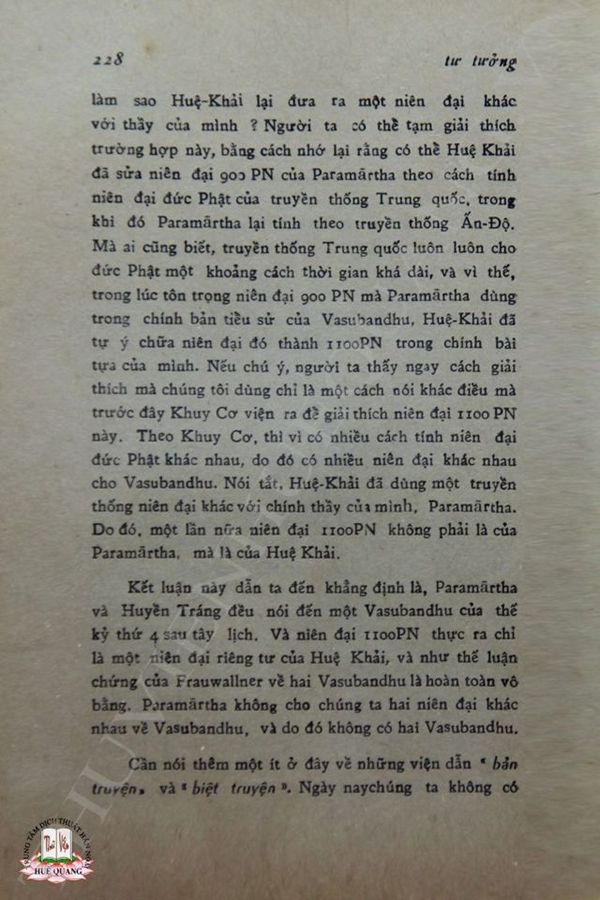 228
tư tưởng
làm sao Huệ-Khải lại đưa ra một niên đại khác
với thầy của mình ? Người ta có thể tạm giải thích
trường hợp này, bằng cách nhớ lại rằng có thể Huệ Khải
đã sửa niên đại 900 PN của Paramārtha theo cách tính
niên đại đức Phật của truyền thống Trung quốc, trong
khi đó Paramārtha lại tính theo truyền thống Ấn-Độ.
Mà ai cũng biết, truyền thống Trung quốc luôn luôn cho
đức Phật một khoảng cách thời gian khá dài, và vì thế,
trong lúc tôn trọng niên đại 900 PN mà Paramārtha dùng
trong chính bản tiểu sử của Vasubandhu, Huệ-Khải đã
tự ý chữa niên đại đó thành 1100PN trong chính bài
tựa của mình. Nếu chú ý, người ta thấy ngay cách giải
thích mà chúng tôi dùng chỉ là một cách nói khác điều mà
trước đây Khuy Cơ viện ra để giải thích niên đại 1100 PN
này. Theo Khuy Cơ, thì vì có nhiều cách tính niên đại
đức Phật khác nhau, do đó có nhiều niên đại khác nhau
cho Vasubandhu. Nói tắt, Huệ-Khải đã dùng một truyền
thống niên đại khác với chính thầy của mình, Paramārtha.
Do đó, một lần nữa niên đại 1100PN không phải là của
Paramārtha, mà là của Huệ Khải.
Kết luận này dẫn ta đến khẳng định là, Paramārtha
và Huyền Tráng đều nói đến một Vasubandhu của thế
kỷ thứ 4 sau tây lịch. Và niên đại 1100PN thực ra chỉ
là một niên đại riêng tư của Huệ Khải, và như thế luận
chứng của Frauwallner về hai Vasubandhu là hoàn toàn vô
bằng. Paramārtha không cho chúng ta hai niên đại khác
nhau về Vasubandhu, và do đó không có hai Vasubandhu.
Cần nói thêm một ít ở đây về những viện dẫn « bản
truyện» và « biệt truyện ». Ngày naychúng ta không có
TRUNG TÂM DỊCH THUẬT HÁN NÔM
HUỆ QUANG